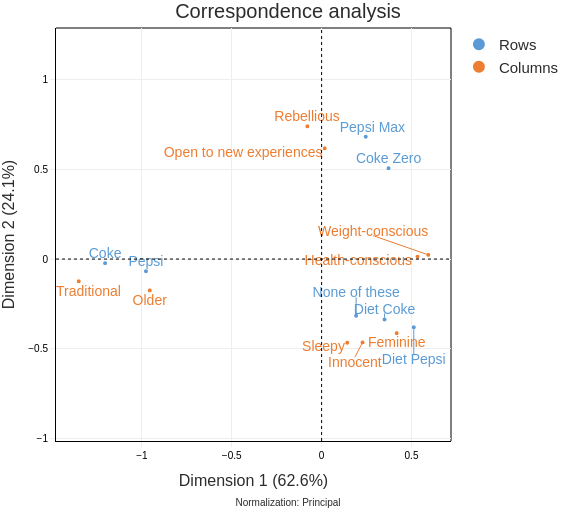 Correspondence analysis
Rows
Columns
Rebellious
Pepsi Max
Open to new experiences
Coke Zero
Weight-conscious
Coke
Pepsi
Health-conscious
Traditional
Older
None of these
Diet Coke
Sleepy
Feminine
Innocent
Diet Pepsi
1
0.5
0
−0.5
−1
Dimension 2 (24.1%)
−1
−0.5
0
0.5
Dimension 1 (62.6%)
Normalization: Principal